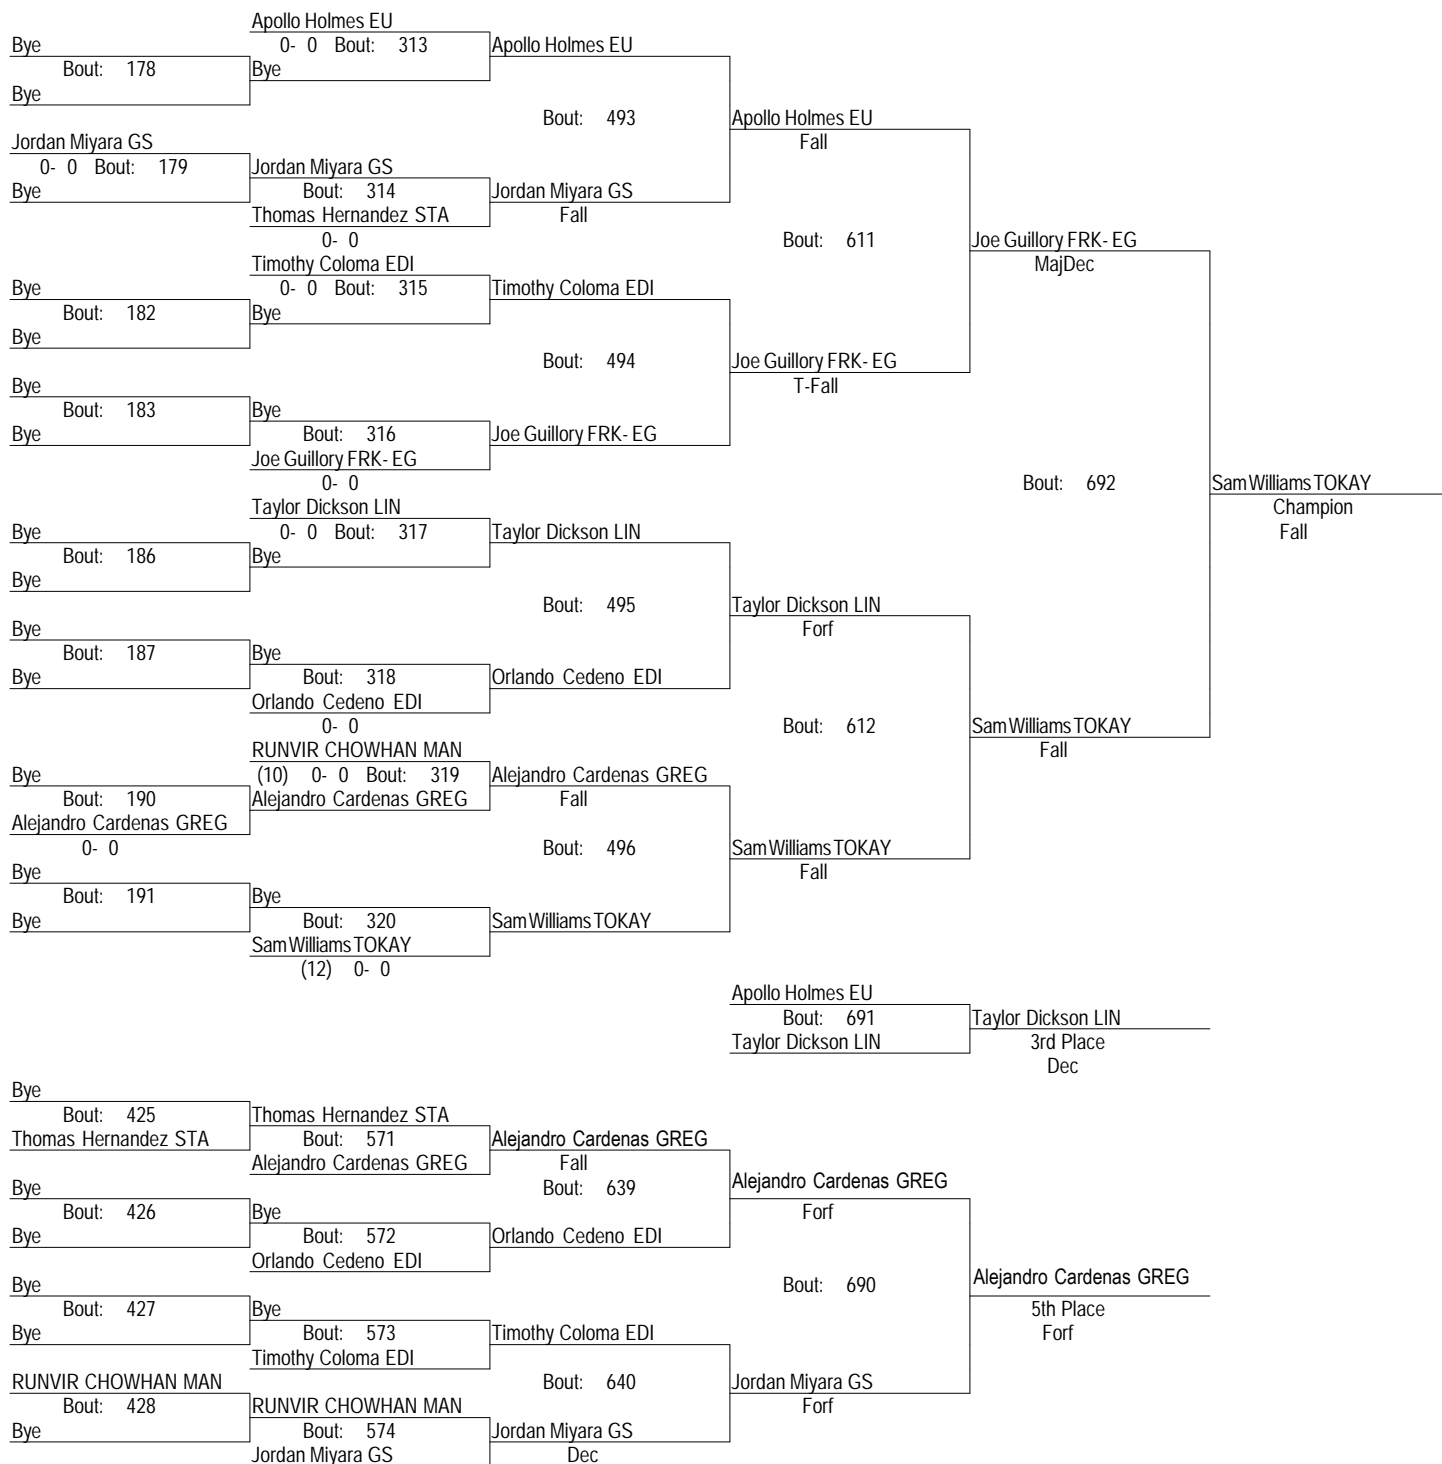 Apollo Holmes EU
Bye 0- 0 Bout: 313 Apollo Holmes EU
Bout: 178 Bye
Bye
Bout: 493 Apollo Holmes EU
Jordan Miyara GS Fall
0- 0 Bout: 179 Jordan Miyara GS
Bye Bout: 314 Jordan Miyara GS
Thomas Hernandez STA Fall
0- 0 Bout: 611 Joe Guillory FRK- EG
Timothy Coloma EDI MajDec
Bye 0- 0 Bout: 315 Timothy Coloma EDI
Bout: 182 Bye
Bye
Bout: 494 Joe Guillory FRK- EG
Bye T-Fall
Bout: 183 Bye
Bye Bout: 316 Joe Guillory FRK- EG
Joe Guillory FRK- EG
0- 0 Bout: 692 Sam Williams TOKAY
Taylor Dickson LIN Champion
Bye 0- 0 Bout: 317 Taylor Dickson LIN Fall
Bout: 186 Bye
Bye
Bout: 495 Taylor Dickson LIN
Bye Forf
Bout: 187 Bye
Bye Bout: 318 Orlando Cedeno EDI
Orlando Cedeno EDI
0- 0 Bout: 612 Sam Williams TOKAY
RUNVIR CHOWHAN MAN Fall
Bye (10) 0- 0 Bout: 319 Alejandro Cardenas GREG
Bout: 190 Alejandro Cardenas GREG Fall
Alejandro Cardenas GREG
0- 0 Bout: 496 Sam Williams TOKAY
Bye Fall
Bout: 191 Bye
Bye Bout: 320 Sam Williams TOKAY
Sam Williams TOKAY
(12) 0- 0
Apollo Holmes EU
Bout: 691 Taylor Dickson LIN
Taylor Dickson LIN 3rd Place
Dec
Bye
Bout: 425 Thomas Hernandez STA
Thomas Hernandez STA Bout: 571 Alejandro Cardenas GREG
Alejandro Cardenas GREG Fall
Bye Bout: 639 Alejandro Cardenas GREG
Bout: 426 Bye Forf
Bye Bout: 572 Orlando Cedeno EDI
Orlando Cedeno EDI
Bye Bout: 690 Alejandro Cardenas GREG
Bout: 427 Bye 5th Place
Bye Bout: 573 Timothy Coloma EDI Forf
Timothy Coloma EDI
RUNVIR CHOWHAN MAN Bout: 640 Jordan Miyara GS
Bout: 428 RUNVIR CHOWHAN MAN Forf
Bye Bout: 574 Jordan Miyara GS
Jordan Miyara GS Dec